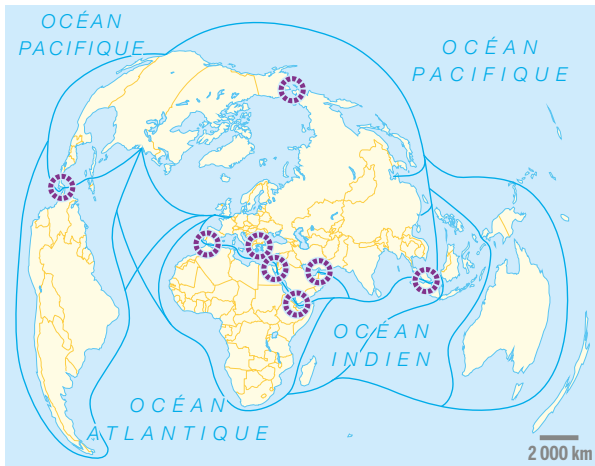 OCÉAN
PACIFIQUE
OCÉAN
PACIFIQUE
OCÉAN
INDIEN
OCÉAN
ATLANTIQUE
2 000 km